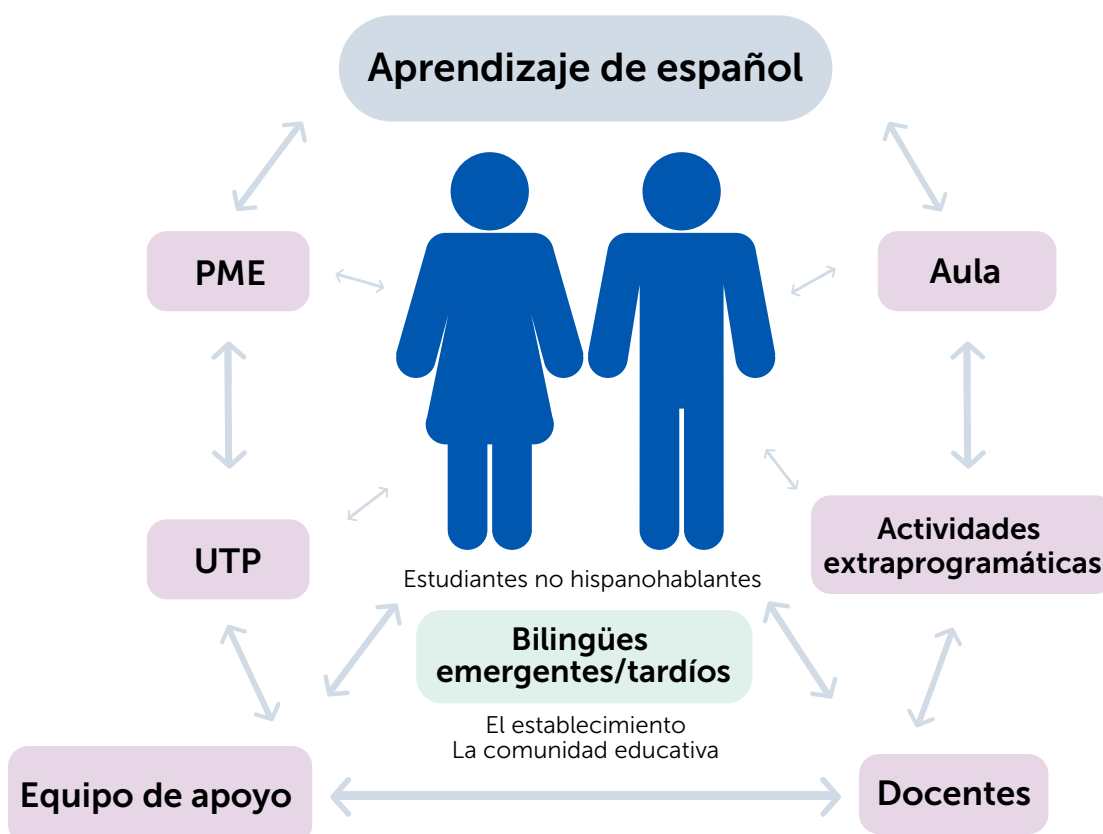 Aprendizaje de español
PME
Aula
UTP
Actividades
extraprogramáticas
Estudiantes no hispanohablantes
Bilingües
emergentes/tardíos
El establecimiento
La comunidad educativa
Equipo de apoyo
Docentes